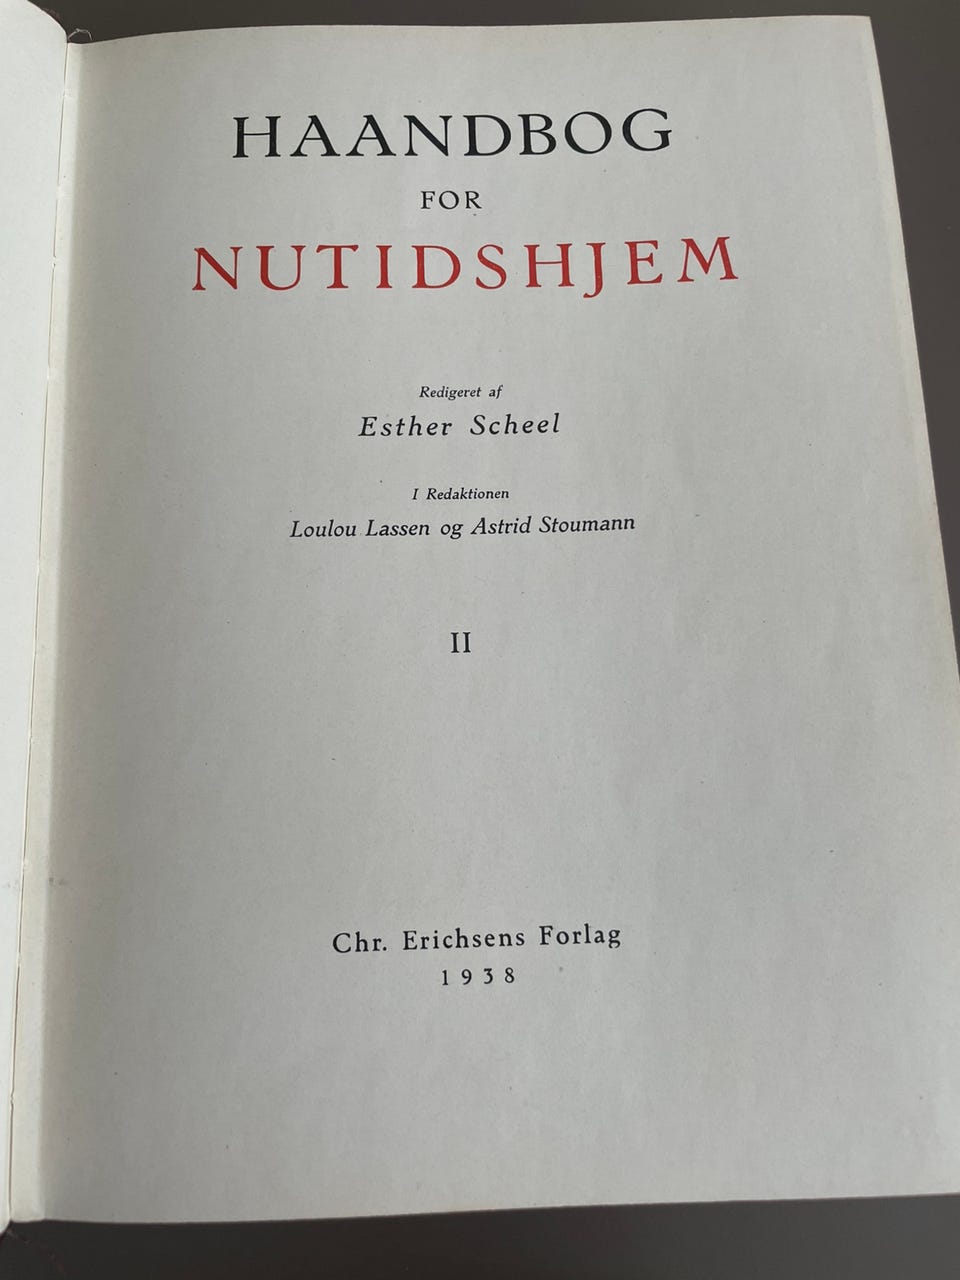 HAANDBOG
FOR
NUTIDSHJEM
Redigeret af
Esther Scheel
I Redaktionen
Loulou Lassen og Astrid Stoumann
II
Chr. Erichsens Forlag
1938